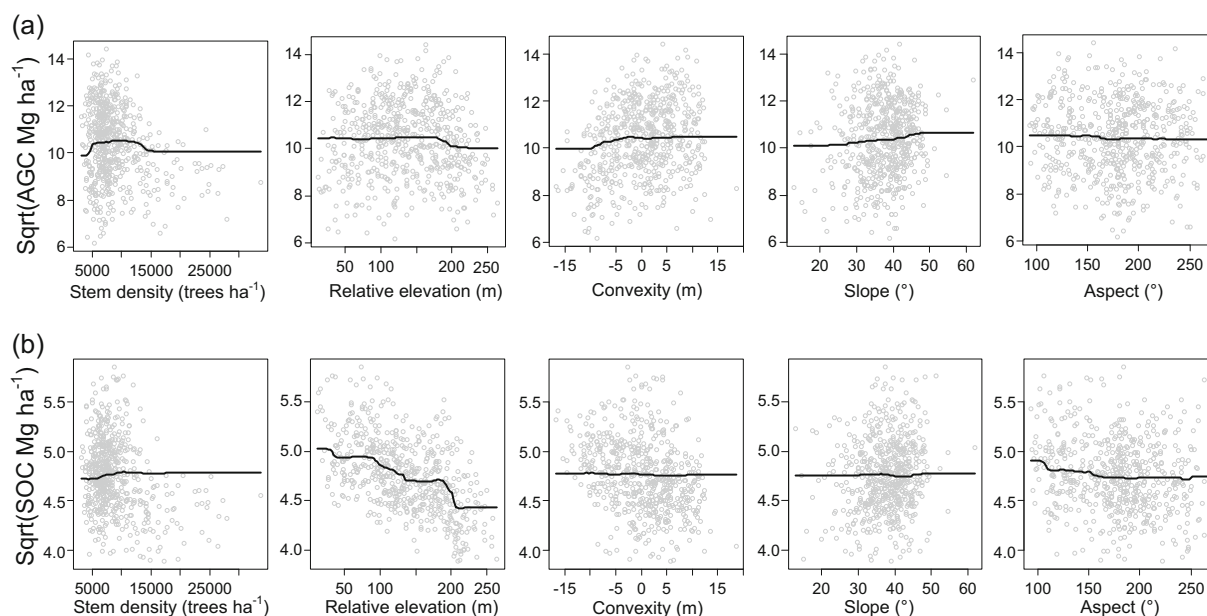 (a)
Sqrt(AGC Mg ha⁻¹)
14
12
10
8
6
5000 15000 25000
Stem density (trees ha⁻¹)
14
12
10
8
6
50 100 200 250
Relative elevation (m)
14
12
10
8
6
-15 -5 0 5 15
Convexity (m)
14
12
10
8
6
20 30 40 50 60
Slope (°)
14
12
10
8
6
100 150 200 250
Aspect (°)
(b)
Sqrt(SOC Mg ha⁻¹)
5.5
5.0
4.5
4.0
5000 15000 25000
Stem density (trees ha⁻¹)
5.5
5.0
4.5
4.0
50 100 200 250
Relative elevation (m)
5.5
5.0
4.5
4.0
-15 -5 0 5 15
Convexity (m)
5.5
5.0
4.5
4.0
20 30 40 50 60
Slope (°)
5.5
5.0
4.5
4.0
100 150 200 250
Aspect (°)